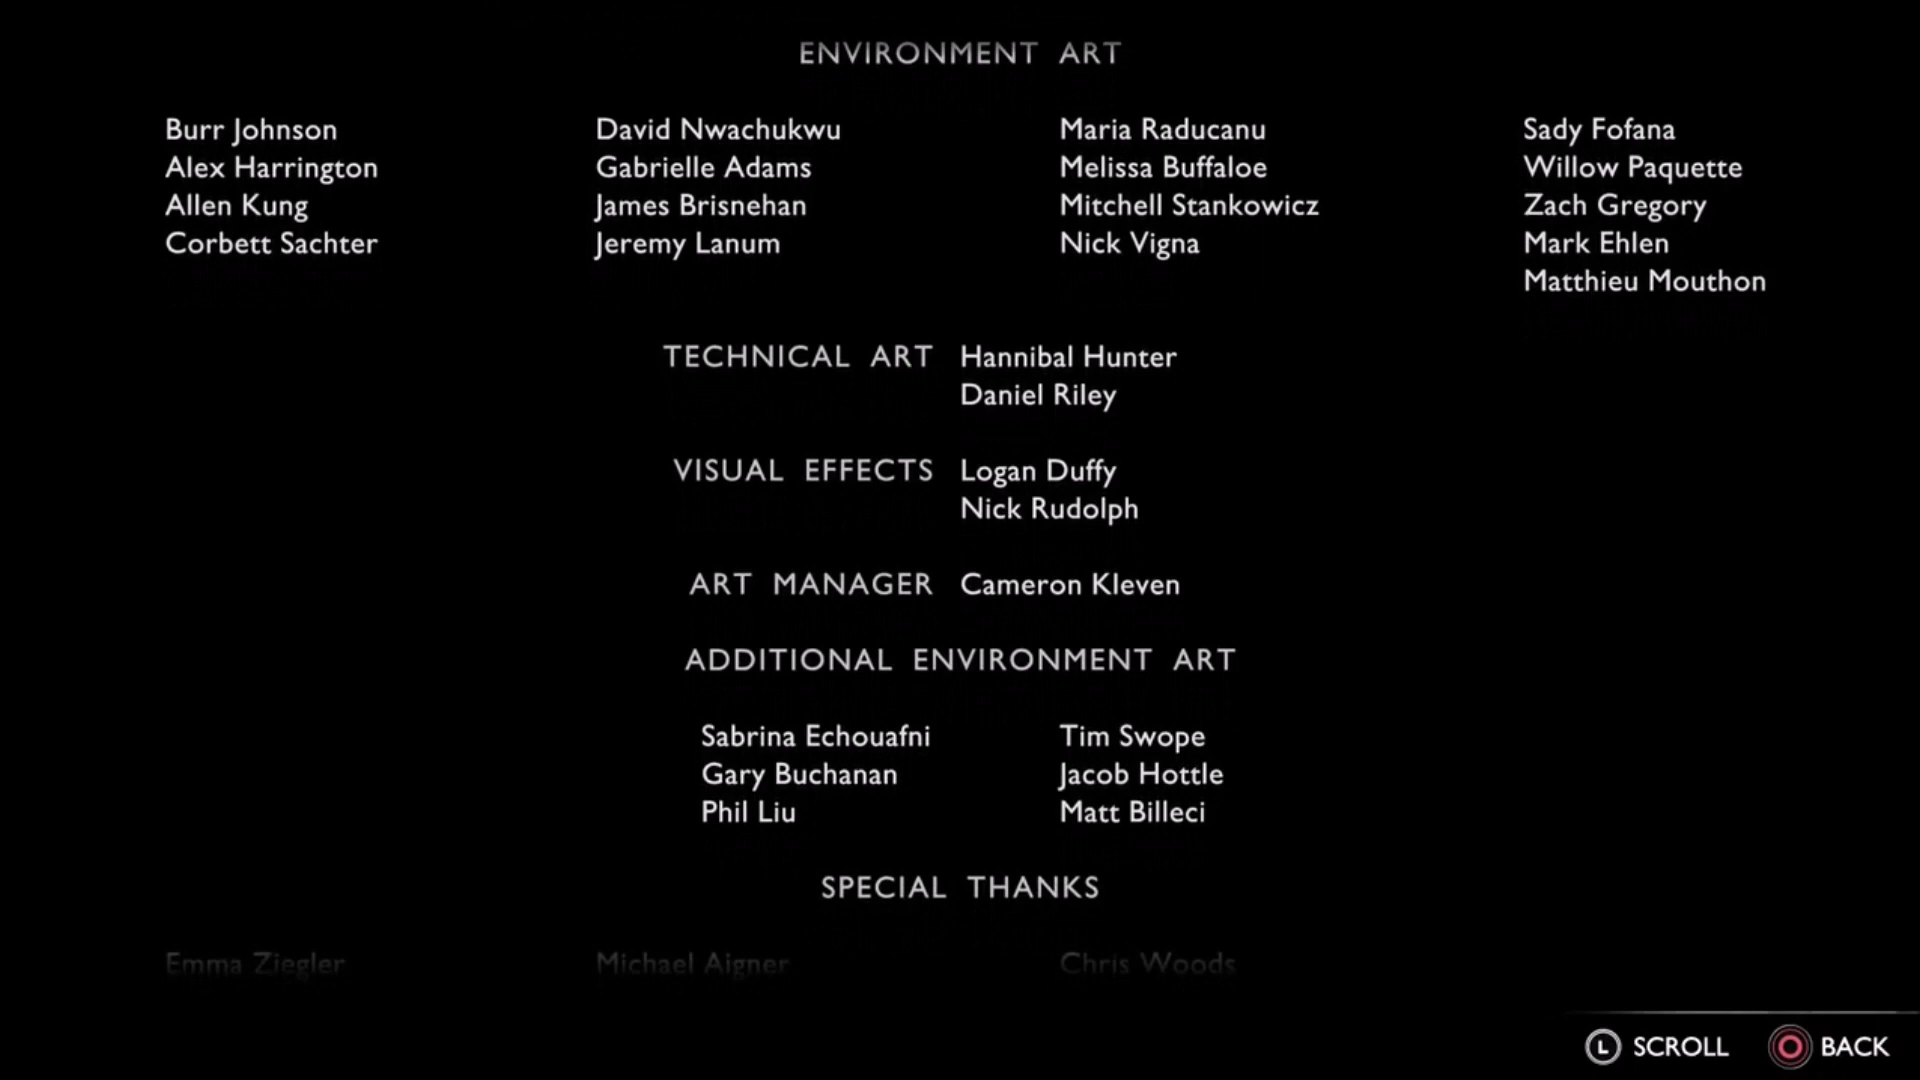 ENVIRONMENT ART
Burr Johnson
Alex Harrington
Allen Kung
Corbett Sachter
David Nwachukwu
Gabrielle Adams
James Brisnehan
Jeremy Lanum
Maria Raducanu
Melissa Buffaloe
Mitchell Stankowicz
Nick Vigna
Sady Fofana
Willow Paquette
Zach Gregory
Mark Ehlen
Matthieu Mouthon
TECHNICAL ART Hannibal Hunter
Daniel Riley
VISUAL EFFECTS Logan Duffy
Nick Rudolph
ART MANAGER Cameron Kleven
ADDITIONAL ENVIRONMENT ART
Sabrina Echouafni
Gary Buchanan
Phil Liu
Tim Swope
Jacob Hottle
Matt Billeci
SPECIAL THANKS
Emma Ziegler
Michael Aigner
Chris Woods
L SCROLL
BACK